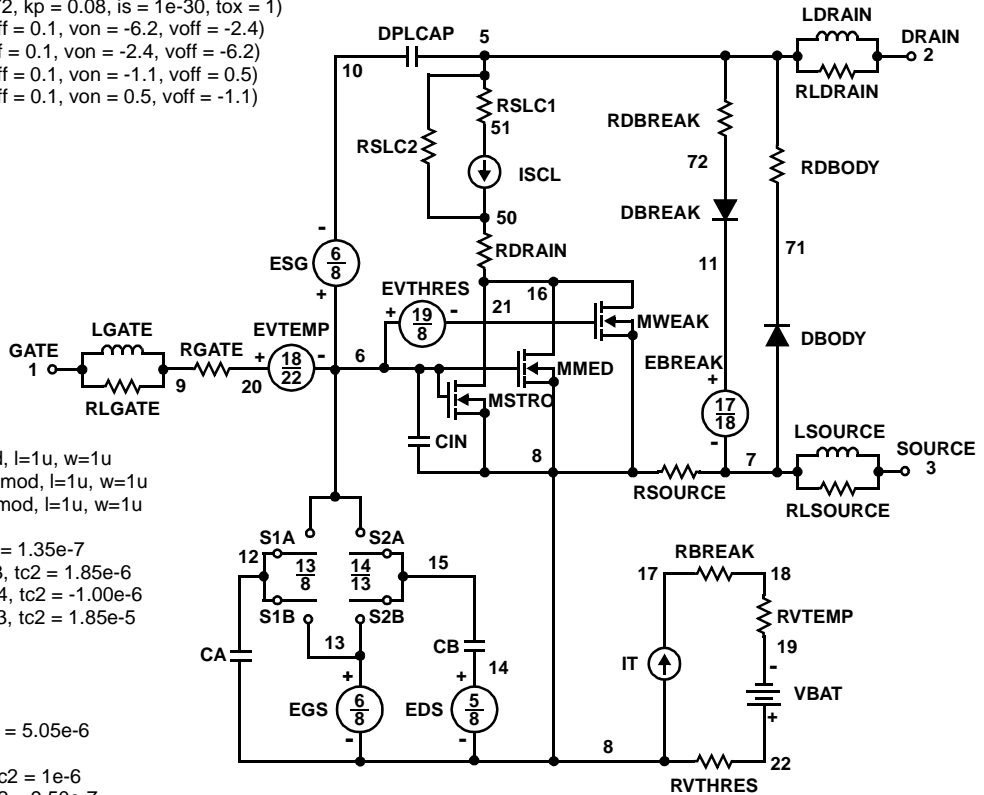 2, kp = 0.08, is = 1e-30, tox = 1)
ff = 0.1, von = -6.2, voff = -2.4)
f = 0.1, von = -2.4, voff = -6.2)
ff = 0.1, von = -1.1, voff = 0.5)
ff = 0.1, von = 0.5, voff = -1.1)
LDRAIN
DRAIN
2
RLDRAIN
DPLCAP
5
10
RSLC1
51
RSLC2
ISCL
50
RDRAIN
RDBREAK
72
RDBODY
DBREAK
71
11
ESG
6
8
-
+
EVTHRES
+
19
8
-
16
21
MWEAK
LGATE
GATE
1
RLGATE
9
RGATE
20
EVTEMP
+
18
22
-
6
MMED
MSTRO
EBREAK
+
17
18
-
DBODY
CIN
8
RSOURCE
7
LSOURCE
SOURCE
3
RLSOURCE
d, l=1u, w=1u
mod, l=1u, w=1u
mod, l=1u, w=1u
= 1.35e-7
3, tc2 = 1.85e-6
4, tc2 = -1.00e-6
3, tc2 = 1.85e-5
= 5.05e-6
c2 = 1e-6
S1A
S2A
12
13
8
14
13
15
S1B
S2B
13
CA
CB
14
+
EGS
6
8
-
+
EDS
5
8
-
RBREAK
17
18
RVTEMP
19
IT
-
VBAT
+
8
22
RVTHRES